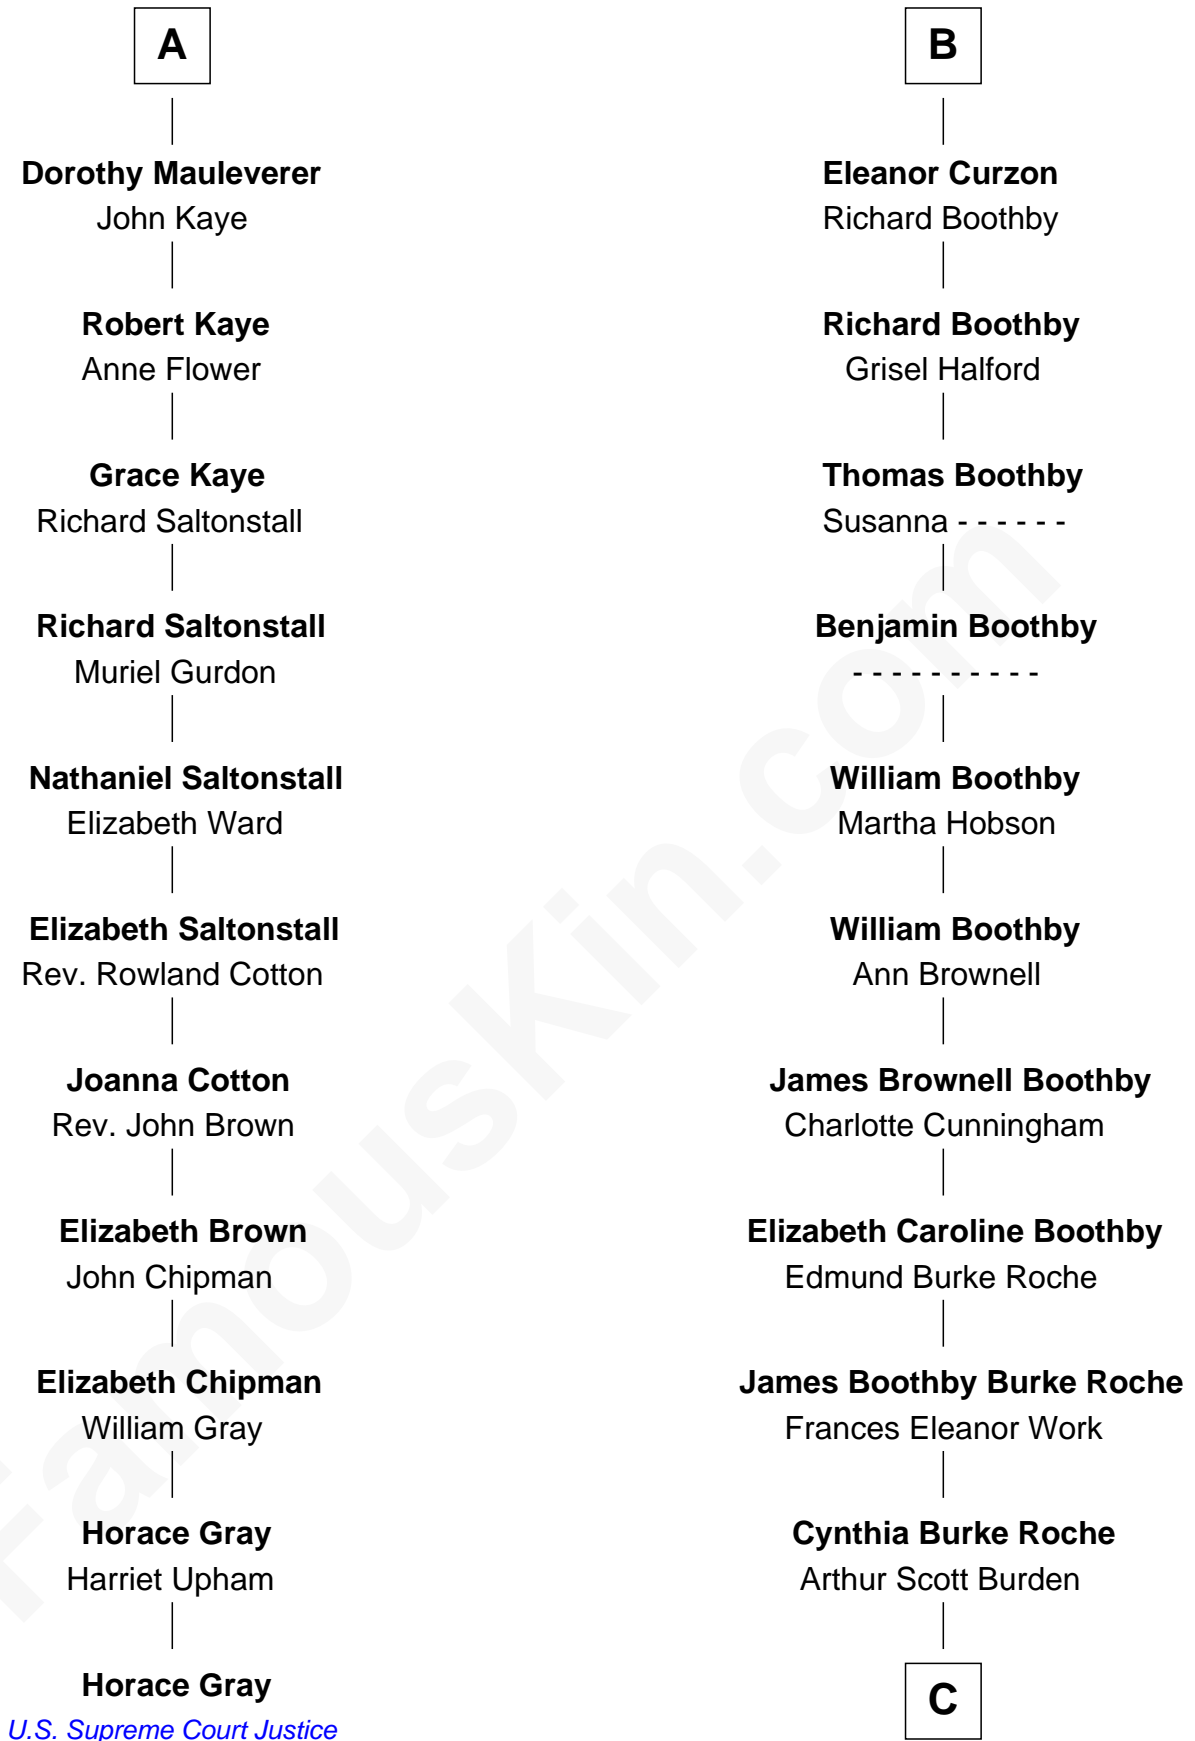 A
Dorothy Mauleverer
John Kaye
Robert Kaye
Anne Flower
Grace Kaye
Richard Saltonstall
Richard Saltonstall
Muriel Gurdon
Nathaniel Saltonstall
Elizabeth Ward
Elizabeth Saltonstall
Rev. Rowland Cotton
Joanna Cotton
Rev. John Brown
Elizabeth Brown
John Chipman
Elizabeth Chipman
William Gray
Horace Gray
Harriet Upham
Horace Gray
U.S. Supreme Court Justice
B
Eleanor Curzon
Richard Boothby
Richard Boothby
Grisel Halford
Thomas Boothby
Susanna - - - - - -
Benjamin Boothby
- - - - - - - - - -
William Boothby
Martha Hobson
William Boothby
Ann Brownell
James Brownell Boothby
Charlotte Cunningham
Elizabeth Caroline Boothby
Edmund Burke Roche
James Boothby Burke Roche
Frances Eleanor Work
Cynthia Burke Roche
Arthur Scott Burden
C
FamousKin.com